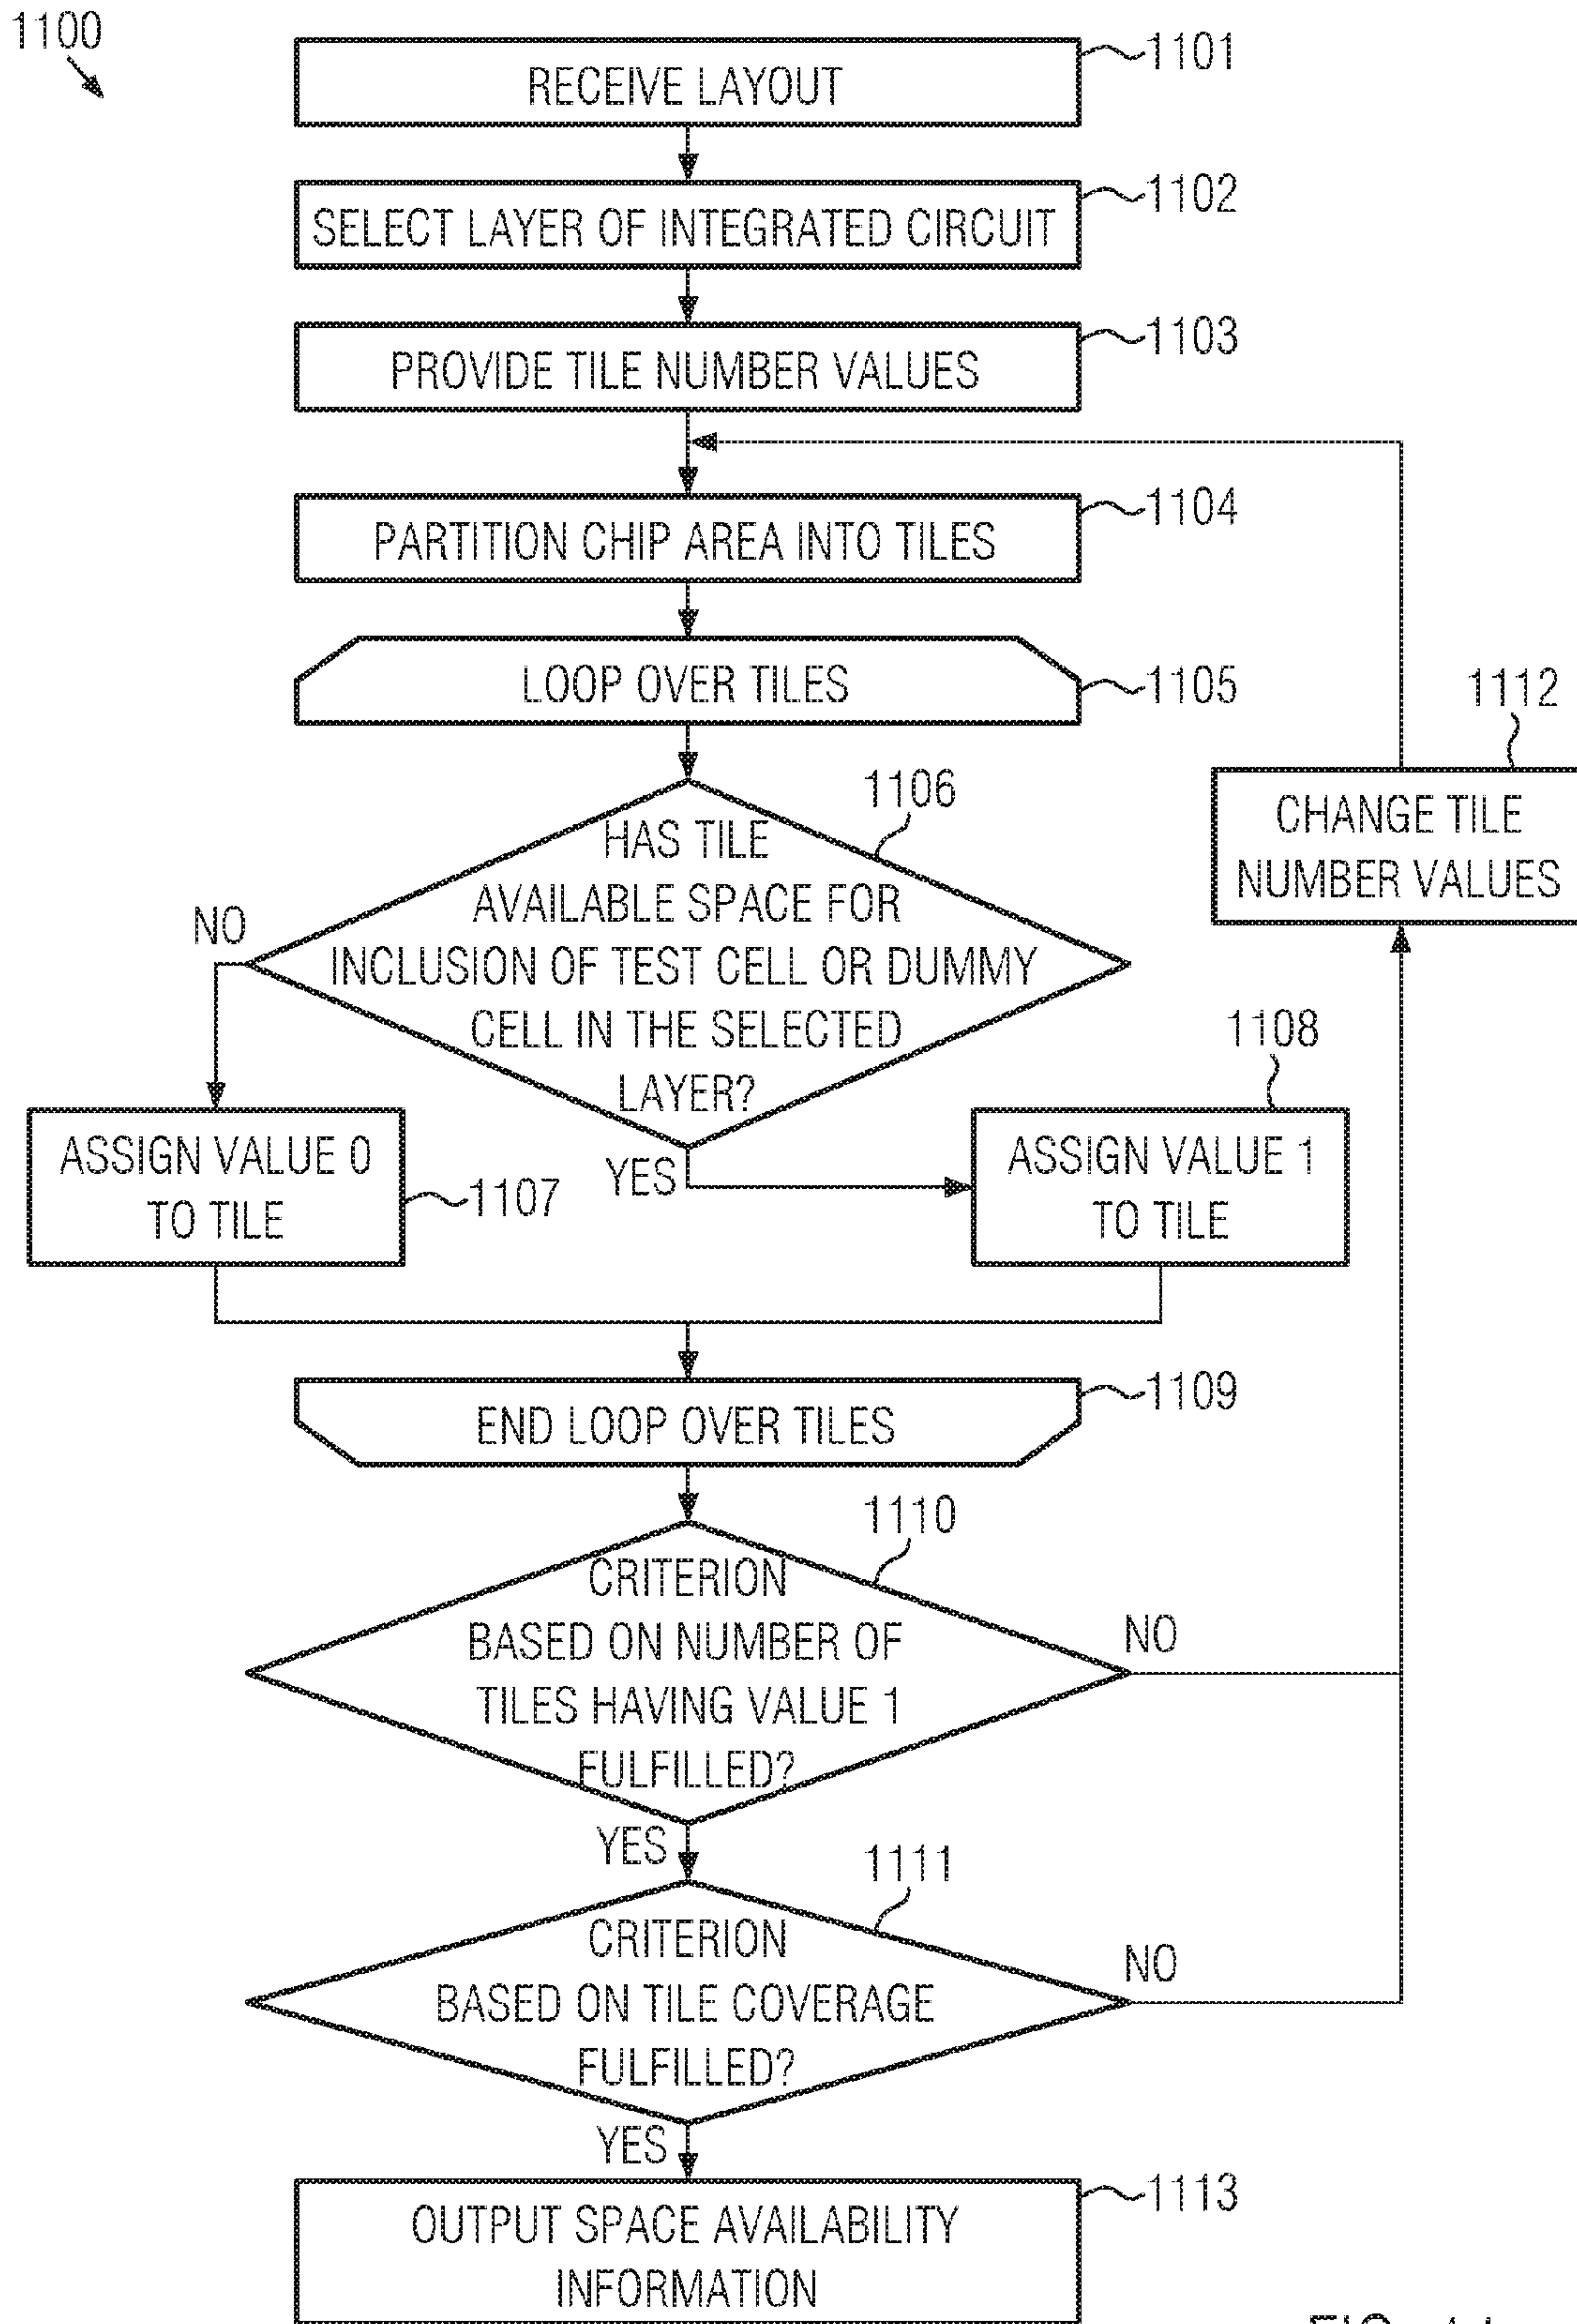 1100
RECEIVE LAYOUT
1101
SELECT LAYER OF INTEGRATED CIRCUIT
1102
PROVIDE TILE NUMBER VALUES
1103
PARTITION CHIP AREA INTO TILES
1104
LOOP OVER TILES
1105
1112
CHANGE TILE
NUMBER VALUES
1106
HAS TILE
AVAILABLE SPACE FOR
INCLUSION OF TEST CELL OR DUMMY
CELL IN THE SELECTED
LAYER?
NO
YES
1108
ASSIGN VALUE 0
TO TILE
1107
ASSIGN VALUE 1
TO TILE
END LOOP OVER TILES
1109
1110
CRITERION
BASED ON NUMBER OF
TILES HAVING VALUE 1
FULFILLED?
NO
YES
1111
CRITERION
BASED ON TILE COVERAGE
FULFILLED?
NO
YES
OUTPUT SPACE AVAILABILITY
INFORMATION
1113